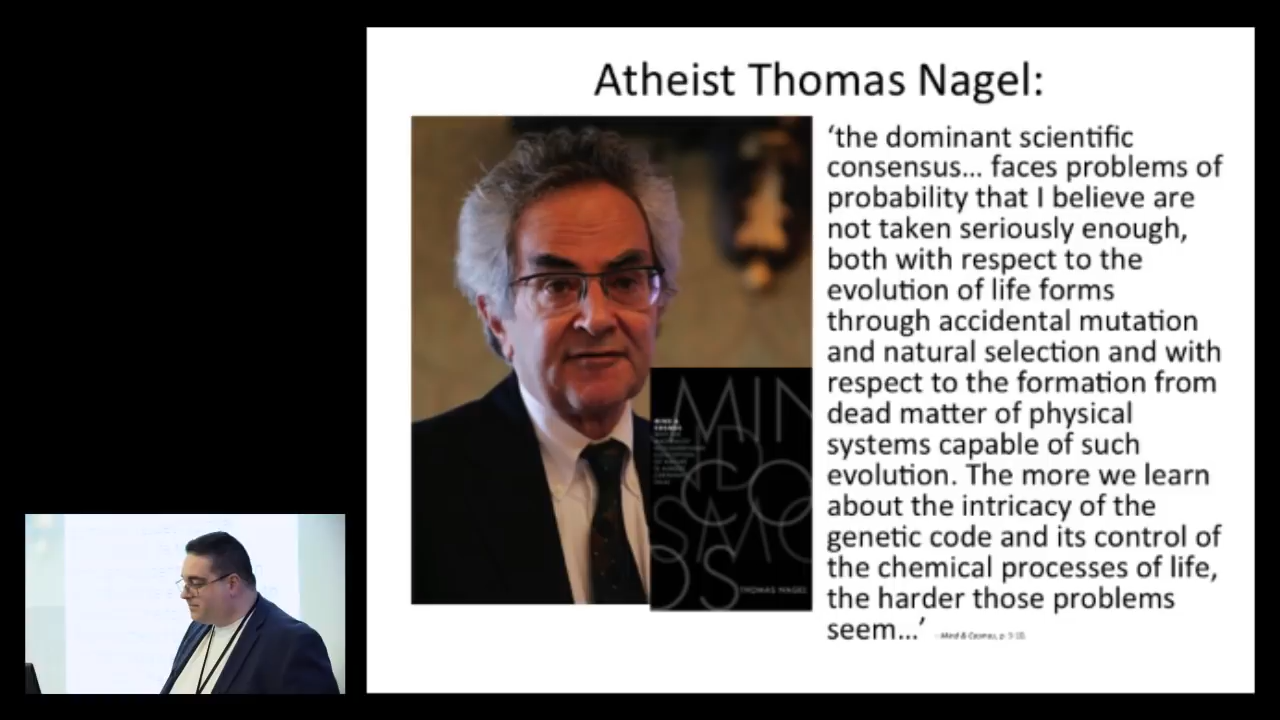 Atheist Thomas Nagel:
‘the dominant scientific
consensus... faces problems of
probability that I believe are
not taken seriously enough,
both with respect to the
evolution of life forms
through accidental mutation
and natural selection and with
respect to the formation from
dead matter of physical
systems capable of such
evolution. The more we learn
about the intricacy of the
genetic code and its control of
the chemical processes of life,
the harder those problems
seem...’ - Mind & Cosmos, p.
MIN
D
CO
SMO
OS
THOMAS NAGEL